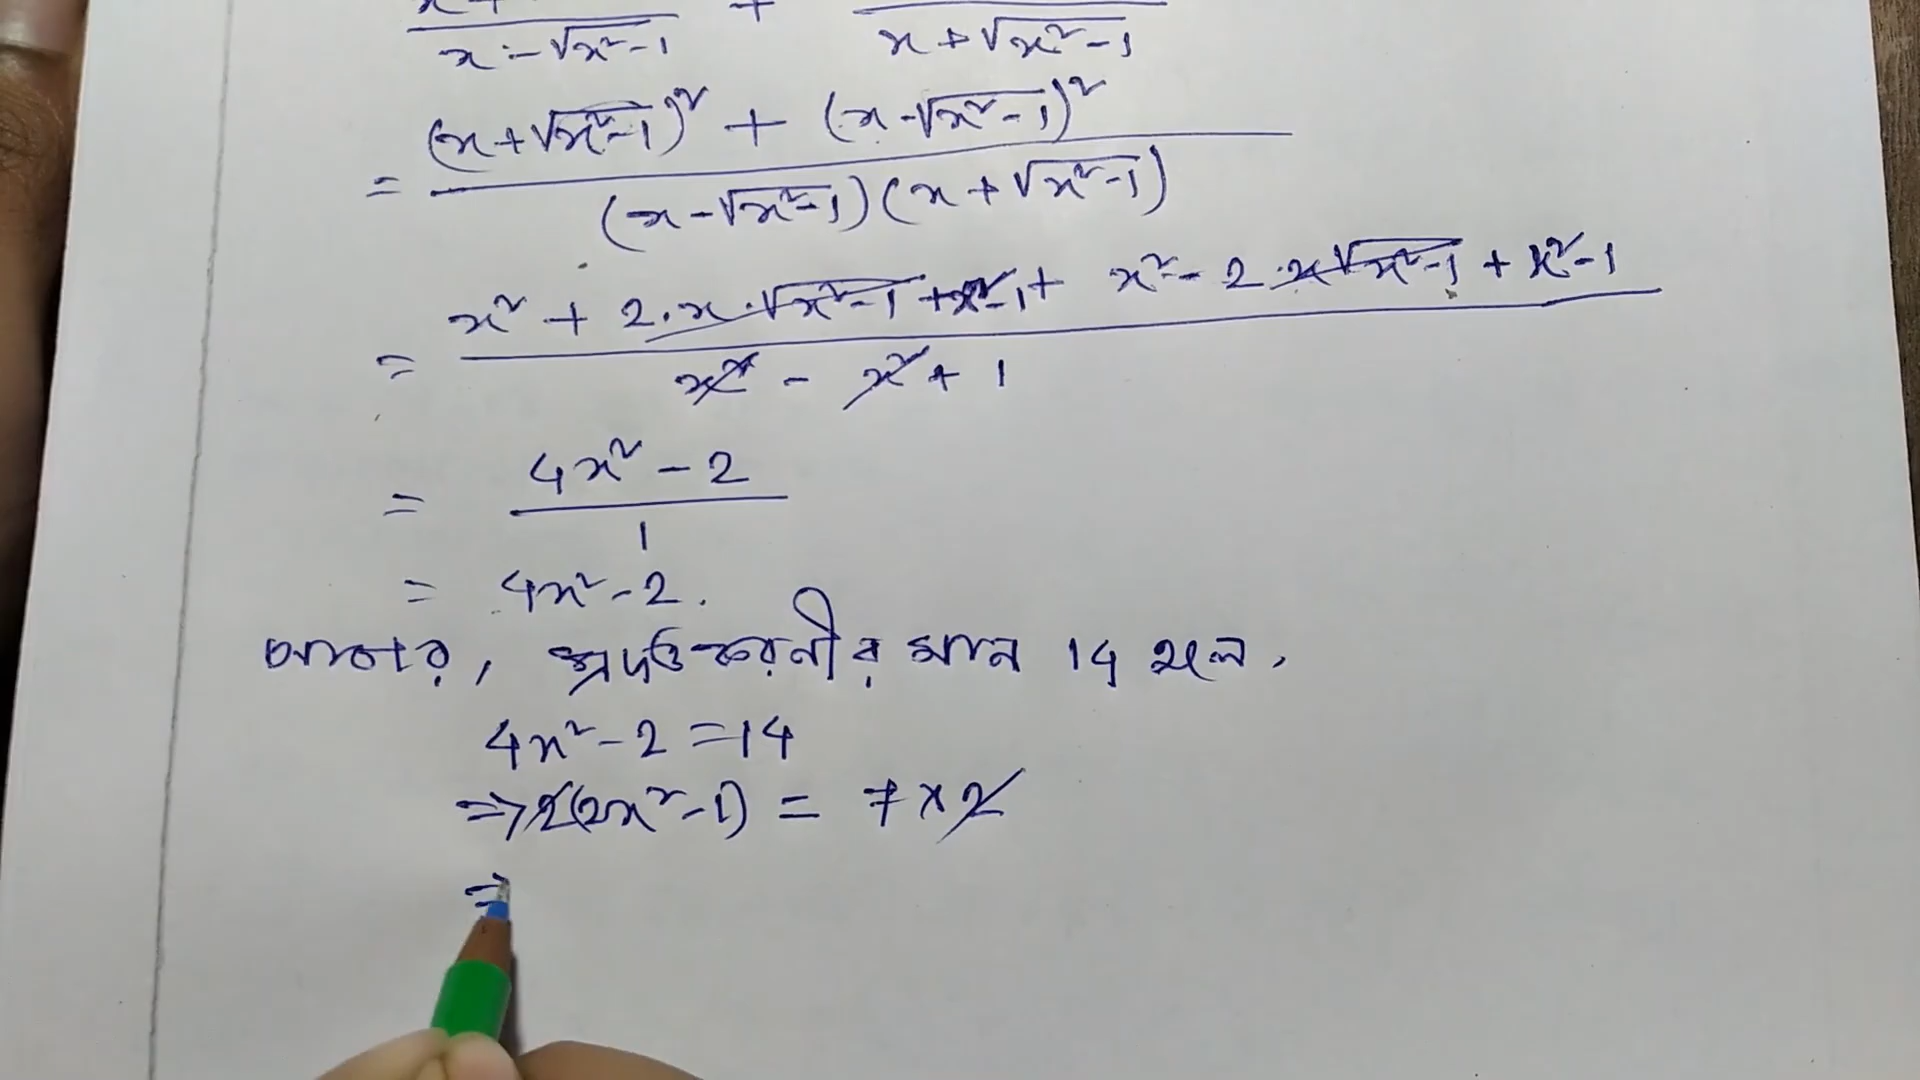 x + / x - √x²-1 + / x + √x²-1
= (x+√x²-1)² + (x-√x²-1)² / (x-√x²-1)(x+√x²-1)
= x² + 2.x.√x²-1 + x²-1 + x² - 2.x√x²-1 + x²-1 / x² - x² + 1
= 4x² - 2 / 1
= 4x² - 2.
আবার, প্রদত্ত করণীর মান 14 হলে,
4x² - 2 = 14
⇒ 2(2x² - 1) = 7 × 2
⇒